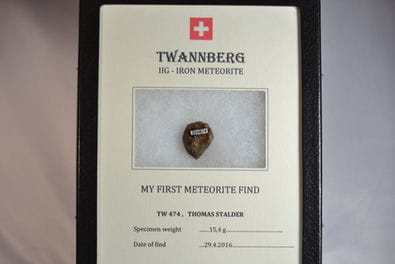 TWANNBERG
IIG - IRON METEORITE
MY FIRST METEORITE FIND
TW 474 , THOMAS STALDER
Specimen weight ......15,4 g..............................
Date of find ....29.4.2016................................